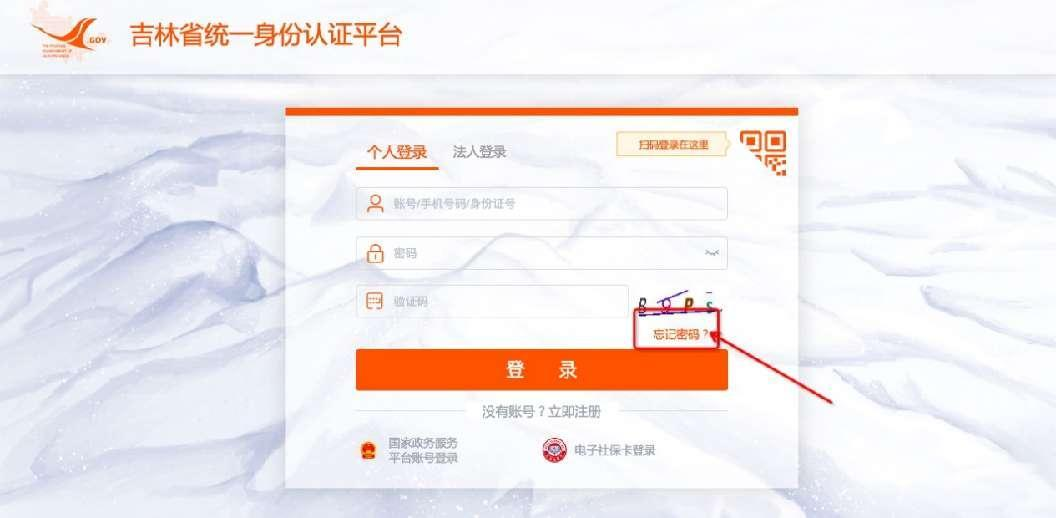 .GOV
吉林省统一身份认证平台
个人登录
法人登录
扫码登录在这里
账号/手机号码/身份证号
密码
验证码
B Q P S
忘记密码？
登 录
没有账号？立即注册
国家政务服务
平台账号登录
电子社保卡登录